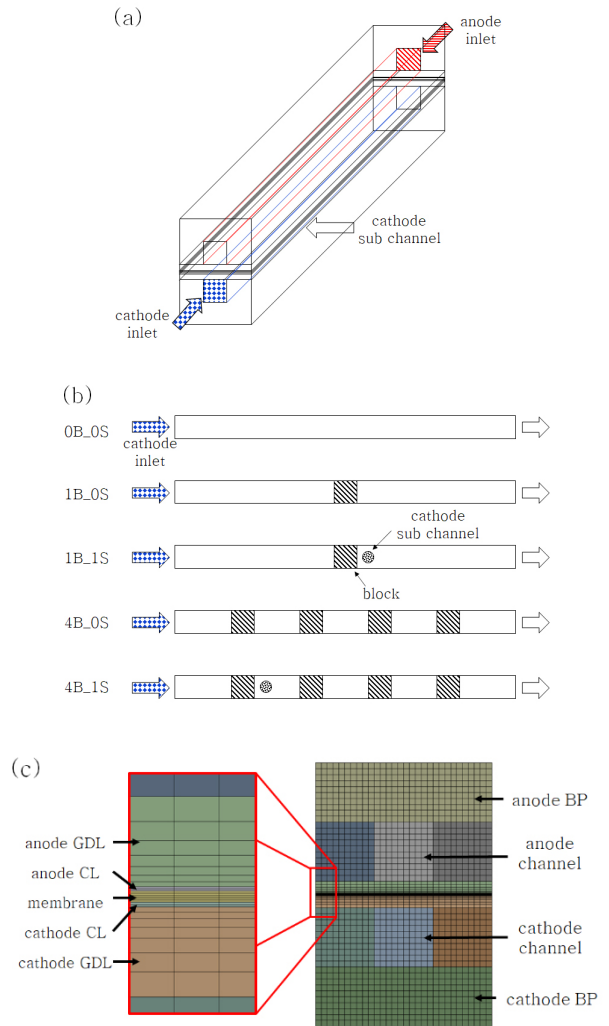 (a)
anode
inlet
cathode
sub channel
cathode
inlet
(b)
0B_0S
cathode
inlet
1B_0S
cathode
sub channel
1B_1S
block
4B_0S
4B_1S
(c)
anode GDL
anode CL
membrane
cathode CL
cathode GDL
anode BP
anode
channel
cathode
channel
cathode BP